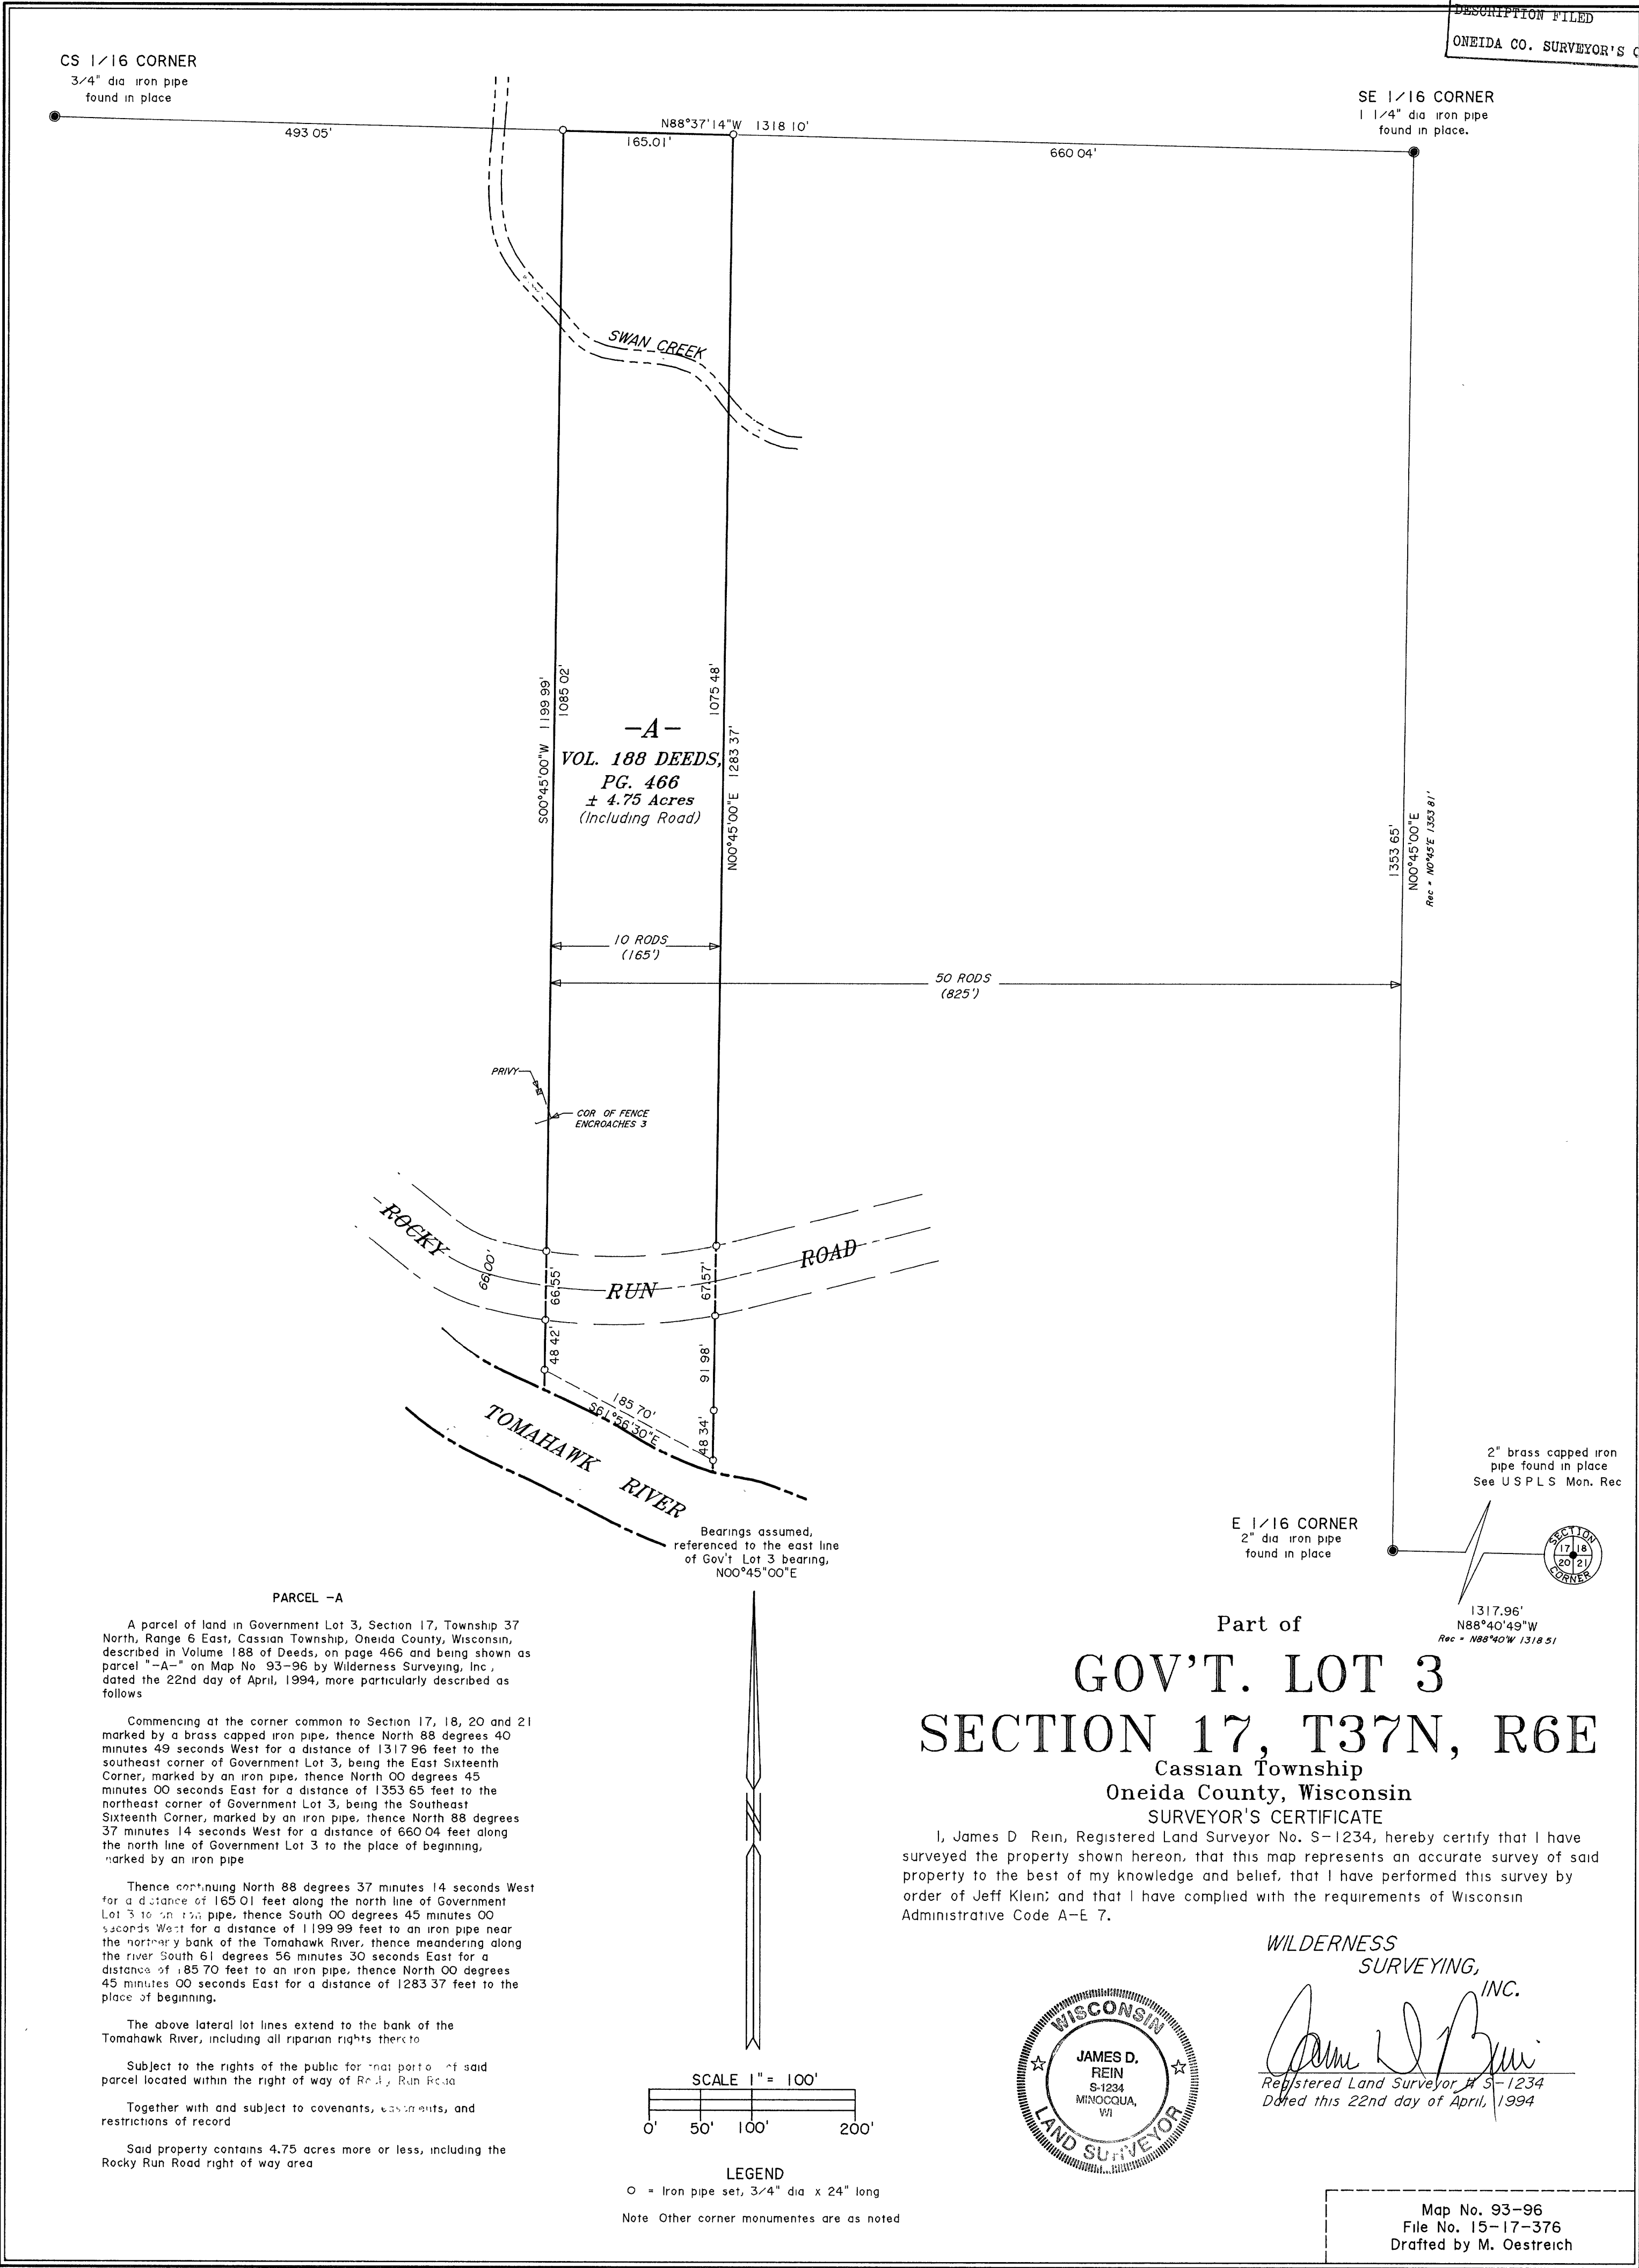 DESCRIPTION FILED
ONEIDA CO. SURVEYOR'S
CS 1/16 CORNER
3/4" dia iron pipe
found in place
SE 1/16 CORNER
1 1/4" dia iron pipe
found in place.
493 05'
N88°37'14"W 1318 10'
165.01'
660 04'
SWAN CREEK
S00°45'00"W 1199 99'
1085 02'
1075 48'
N00°45'00"E 1283 37'
-A-
VOL. 188 DEEDS,
PG. 466
± 4.75 Acres
(Including Road)
1353 65'
N00°45'00"E
Rec = N0°45'E 1353 81'
10 RODS
(165')
50 RODS
(825')
PRIVY
COR OF FENCE
ENCROACHES 3
ROCKY RUN ROAD
66.00'
66.55'
67.57'
48 42'
91 98'
48 34'
185 70'
S61°56'30"E
TOMAHAWK RIVER
Bearings assumed,
referenced to the east line
of Gov't Lot 3 bearing,
N00°45"00"E
2" brass capped iron
pipe found in place
See U S P L S Mon. Rec
E 1/16 CORNER
2" dia iron pipe
found in place
SECTION
17 18
20 21
CORNER
1317.96'
N88°40'49"W
Rec = N88°40'W 1318 51
PARCEL -A
A parcel of land in Government Lot 3, Section 17, Township 37
North, Range 6 East, Cassian Township, Oneida County, Wisconsin,
described in Volume 188 of Deeds, on page 466 and being shown as
parcel "-A-" on Map No 93-96 by Wilderness Surveying, Inc ,
dated the 22nd day of April, 1994, more particularly described as
follows
Commencing at the corner common to Section 17, 18, 20 and 21
marked by a brass capped iron pipe, thence North 88 degrees 40
minutes 49 seconds West for a distance of 1317 96 feet to the
southeast corner of Government Lot 3, being the East Sixteenth
Corner, marked by an iron pipe, thence North 00 degrees 45
minutes 00 seconds East for a distance of 1353 65 feet to the
northeast corner of Government Lot 3, being the Southeast
Sixteenth Corner, marked by an iron pipe, thence North 88 degrees
37 minutes 14 seconds West for a distance of 660 04 feet along
the north line of Government Lot 3 to the place of beginning,
marked by an iron pipe
Thence continuing North 88 degrees 37 minutes 14 seconds West
for a distance of 165 01 feet along the north line of Government
Lot 3 to an iron pipe, thence South 00 degrees 45 minutes 00
seconds West for a distance of 1199 99 feet to an iron pipe near
the northery bank of the Tomahawk River, thence meandering along
the river South 61 degrees 56 minutes 30 seconds East for a
distance of 185 70 feet to an iron pipe, thence North 00 degrees
45 minutes 00 seconds East for a distance of 1283 37 feet to the
place of beginning.
The above lateral lot lines extend to the bank of the
Tomahawk River, including all riparian rights thereto
Subject to the rights of the public for that of said
parcel located within the right of way of Rocky Run Road
Together with and subject to covenants, easements, and
restrictions of record
Said property contains 4.75 acres more or less, including the
Rocky Run Road right of way area
SCALE 1" = 100'
0' 50' 100' 200'
LEGEND
O = Iron pipe set, 3/4" dia x 24" long
Note Other corner monumentes are as noted
Part of
GOV'T. LOT 3
SECTION 17, T37N, R6E
Cassian Township
Oneida County, Wisconsin
SURVEYOR'S CERTIFICATE
I, James D Rein, Registered Land Surveyor No. S-1234, hereby certify that I have
surveyed the property shown hereon, that this map represents an accurate survey of said
property to the best of my knowledge and belief, that I have performed this survey by
order of Jeff Klein; and that I have complied with the requirements of Wisconsin
Administrative Code A-E 7.
WILDERNESS
SURVEYING,
INC.
WISCONSIN
JAMES D.
REIN
S-1234
MINOCQUA,
WI
LAND SURVEYOR
Registered Land Surveyor # S-1234
Dated this 22nd day of April, 1994
Map No. 93-96
File No. 15-17-376
Drafted by M. Oestreich